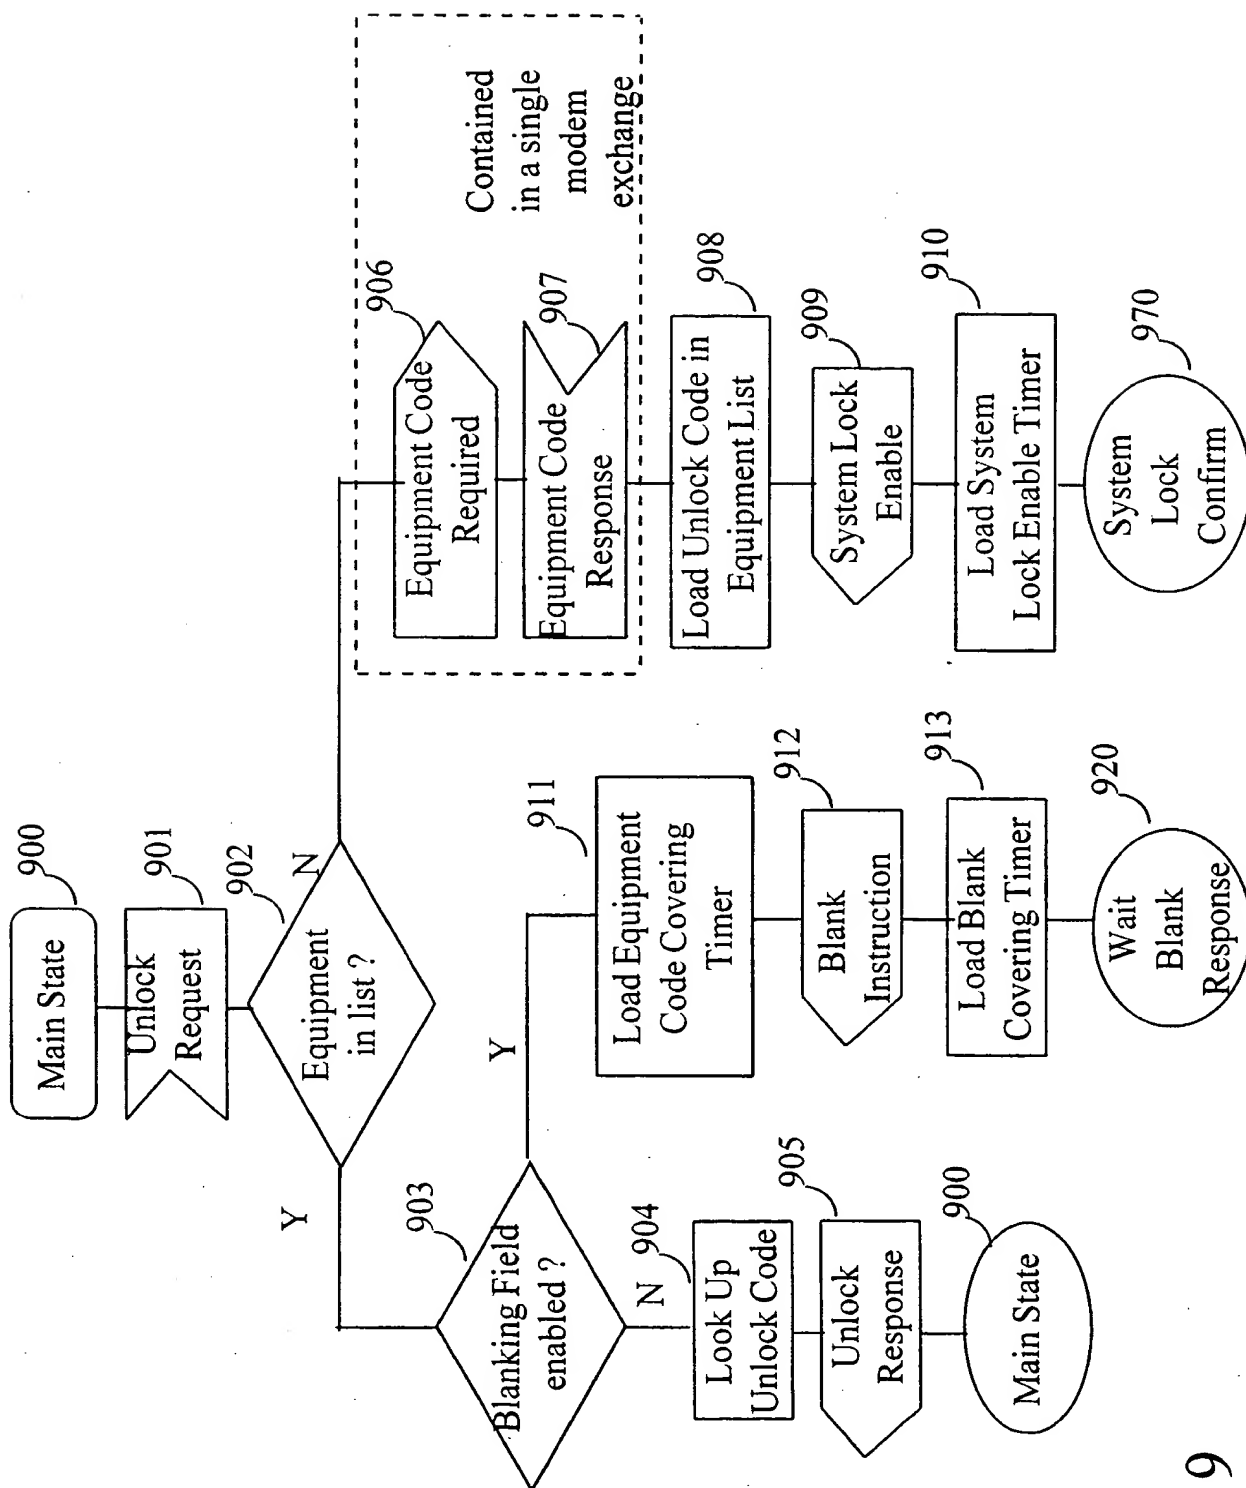 Main State
900
Unlock
Request
901
Equipment
in list ?
902
Y
N
Blanking Field
enabled ?
903
N
Y
Look Up
Unlock Code
904
Unlock
Response
905
Main State
900
Load Equipment
Code Covering
Timer
911
Blank
Instruction
912
Load Blank
Covering Timer
913
Wait
Blank
Response
920
Equipment Code
Required
906
Equipment Code
Response
907
Contained
in a single
modem
exchange
Load Unlock Code in
Equipment List
908
System Lock
Enable
909
Load System
Lock Enable Timer
910
System
Lock
Confirm
970
9